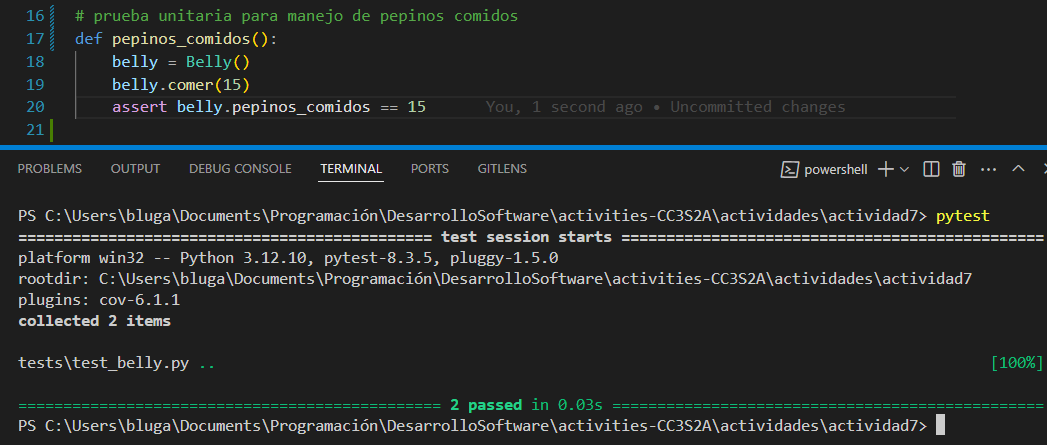 16 # prueba unitaria para manejo de pepinos comidos
17 def pepinos_comidos():
18 belly = Belly()
19 belly.comer(15)
20 assert belly.pepinos_comidos == 15 You, 1 second ago • Uncommitted changes
21
PROBLEMS OUTPUT DEBUG CONSOLE TERMINAL PORTS GITLENS powershell
PS C:\Users\bluga\Documents\Programación\DesarrolloSoftware\activities-CC3S2A\actividades\actividad7> pytest
============================================== test session starts ===============================================
platform win32 -- Python 3.12.10, pytest-8.3.5, pluggy-1.5.0
rootdir: C:\Users\bluga\Documents\Programación\DesarrolloSoftware\activities-CC3S2A\actividades\actividad7
plugins: cov-6.1.1
collected 2 items
tests\test_belly.py .. [100%]
=============================================== 2 passed in 0.03s ================================================
PS C:\Users\bluga\Documents\Programación\DesarrolloSoftware\activities-CC3S2A\actividades\actividad7>